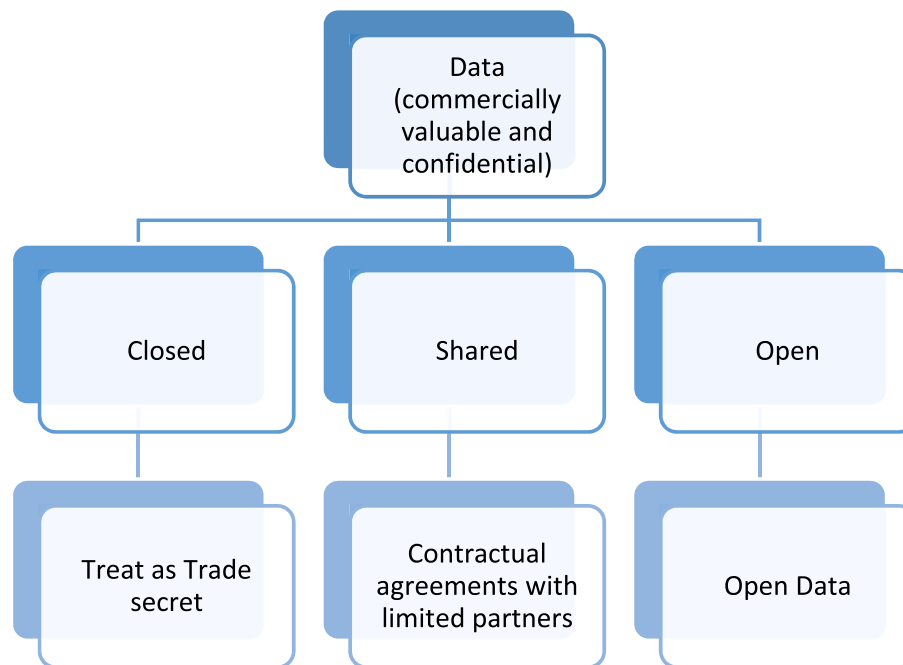 Data
(commercially
valuable and
confidential)
Closed
Shared
Open
Treat as Trade
secret
Contractual
agreements with
limited partners
Open Data